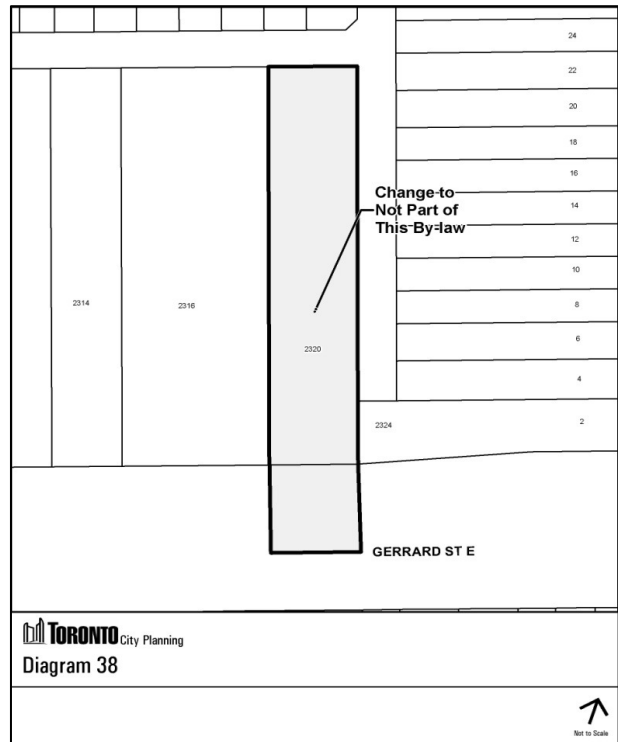 24
22
20
18
16
Change to
Not Part of
This By-law
14
12
10
2314
2316
8
2320
6
4
2324
2
GERRARD ST E
TORONTO City Planning
Diagram 38
Not to Scale